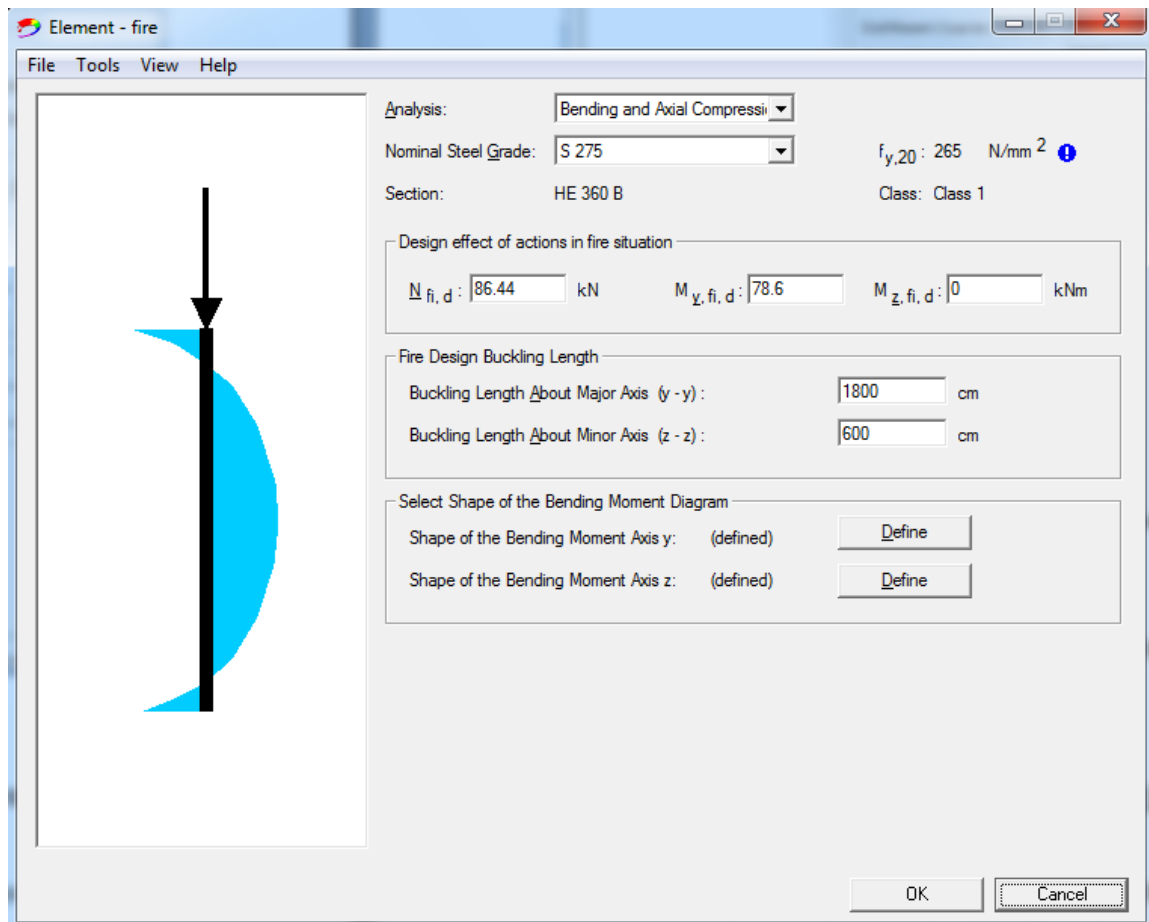 Element - fire
File Tools View Help
Analysis: Bending and Axial Compressi
Nominal Steel Grade: S 275 f y,20 : 265 N/mm 2
Section: HE 360 B Class: Class 1
Design effect of actions in fire situation
N fi, d : 86.44 kN M y, fi, d : 78.6 M z, fi, d : 0 kNm
Fire Design Buckling Length
Buckling Length About Major Axis (y - y) : 1800 cm
Buckling Length About Minor Axis (z - z) : 600 cm
Select Shape of the Bending Moment Diagram
Shape of the Bending Moment Axis y: (defined) Define
Shape of the Bending Moment Axis z: (defined) Define
OK Cancel